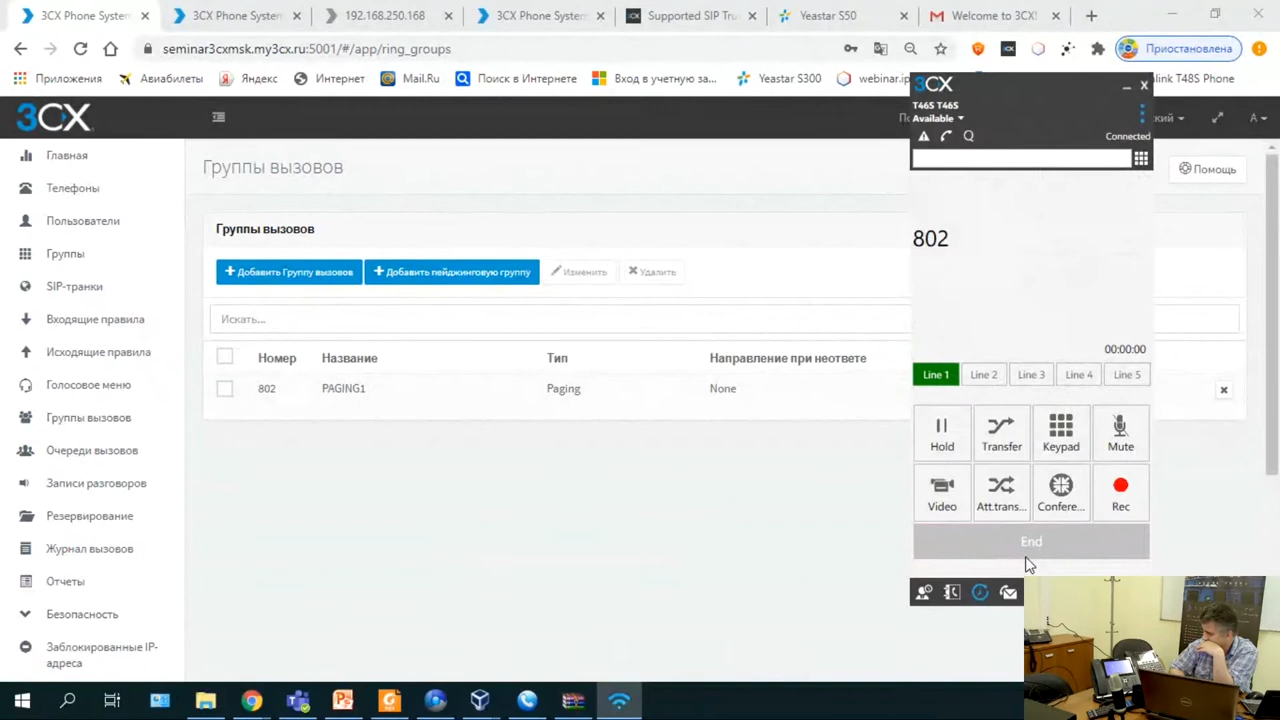 3CX Phone System
3CX Phone System
192.168.250.168
3CX Phone System
Supported SIP Tru
Yeastar S50
Welcome to 3CX!
seminar3cxmsk.my3cx.ru:5001/#/app/ring_groups
Приостановлена
Приложения
Авиабилеты
Яндекс
Интернет
Mail.Ru
Поиск в Интернете
Вход в учетную за...
Yeastar S300
webinar.ip
link T48S Phone
3CX
ский
A
3CX
T46S T46S
Available
Connected
802
00:00:00
Line 1
Line 2
Line 3
Line 4
Line 5
Hold
Transfer
Keypad
Mute
Video
Att.trans...
Confere...
Rec
End
Главная
Телефоны
Пользователи
Группы
SIP-транки
Входящие правила
Исходящие правила
Голосовое меню
Группы вызовов
Очереди вызовов
Записи разговоров
Резервирование
Журнал вызовов
Отчеты
Безопасность
Заблокированные IP-
адреса
Группы вызовов
Помощь
Группы вызовов
Добавить Группу вызовов
Добавить пейджинговую группу
Изменить
Удалить
Искать...
Номер Название Тип Направление при неответе
802 PAGING1 Paging None